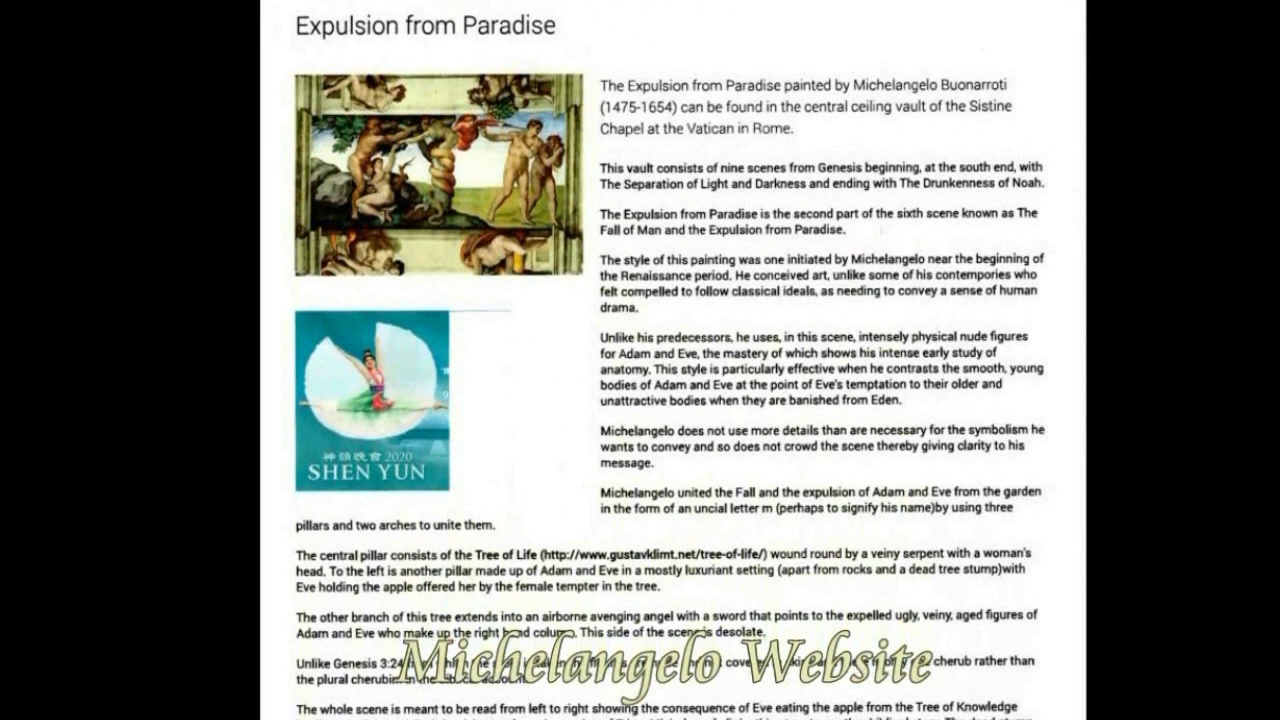 Expulsion from Paradise
The Expulsion from Paradise painted by Michelangelo Buonarroti
(1475-1654) can be found in the central ceiling vault of the Sistine
Chapel at the Vatican in Rome.
This vault consists of nine scenes from Genesis beginning, at the south end, with
The Separation of Light and Darkness and ending with The Drunkenness of Noah.
The Expulsion from Paradise is the second part of the sixth scene known as The
Fall of Man and the Expulsion from Paradise.
The style of this painting was one initiated by Michelangelo near the beginning of
the Renaissance period. He conceived art, unlike some of his contempories who
felt compelled to follow classical ideals, as needing to convey a sense of human
drama.
Unlike his predecessors, he uses, in this scene, intensely physical nude figures
for Adam and Eve, the mastery of which shows his intense early study of
anatomy. This style is particularly effective when he contrasts the smooth, young
bodies of Adam and Eve at the point of Eve's temptation to their older and
unattractive bodies when they are banished from Eden.
Michelangelo does not use more details than are necessary for the symbolism he
wants to convey and so does not crowd the scene thereby giving clarity to his
message.
Michelangelo united the Fall and the expulsion of Adam and Eve from the garden
in the form of an uncial letter m (perhaps to signify his name)by using three
pillars and two arches to unite them.
神韻晚會 2020
SHEN YUN
The central pillar consists of the Tree of Life (http://www.gustavklimt.net/tree-of-life/) wound round by a veiny serpent with a woman's
head. To the left is another pillar made up of Adam and Eve in a mostly luxuriant setting (apart from rocks and a dead tree stump)with
Eve holding the apple offered her by the female tempter in the tree.
The other branch of this tree extends into an airborne avenging angel with a sword that points to the expelled ugly, veiny, aged figures of
Adam and Eve who make up the right hand column. This side of the scene is desolate.
Unlike Genesis 3:24 cherub rather than
the plural cherubim in the
Michelangelo Website
The whole scene is meant to be read from left to right showing the consequence of Eve eating the apple from the Tree of Knowledge